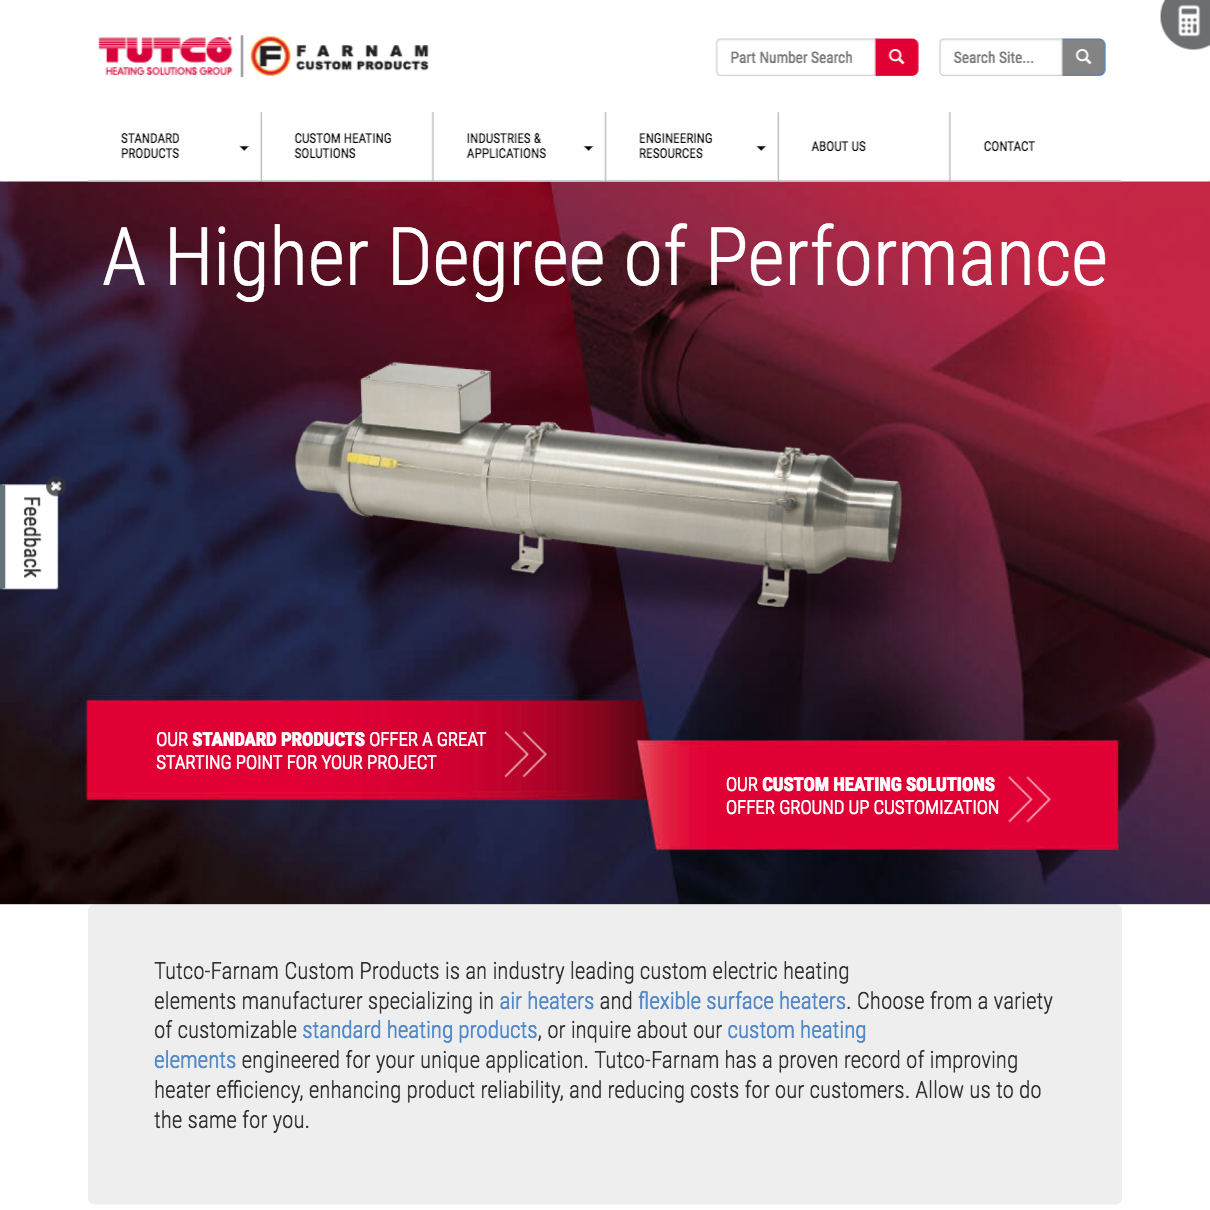 TUTCO
HEATING SOLUTIONS GROUP
F
FARNAM
CUSTOM PRODUCTS
Part Number Search
Search Site...
STANDARD
PRODUCTS
CUSTOM HEATING
SOLUTIONS
INDUSTRIES &
APPLICATIONS
ENGINEERING
RESOURCES
ABOUT US
CONTACT
A Higher Degree of Performance
Feedback
OUR STANDARD PRODUCTS OFFER A GREAT
STARTING POINT FOR YOUR PROJECT
OUR CUSTOM HEATING SOLUTIONS
OFFER GROUND UP CUSTOMIZATION
Tutco-Farnam Custom Products is an industry leading custom electric heating
elements manufacturer specializing in air heaters and flexible surface heaters. Choose from a variety
of customizable standard heating products, or inquire about our custom heating
elements engineered for your unique application. Tutco-Farnam has a proven record of improving
heater efficiency, enhancing product reliability, and reducing costs for our customers. Allow us to do
the same for you.